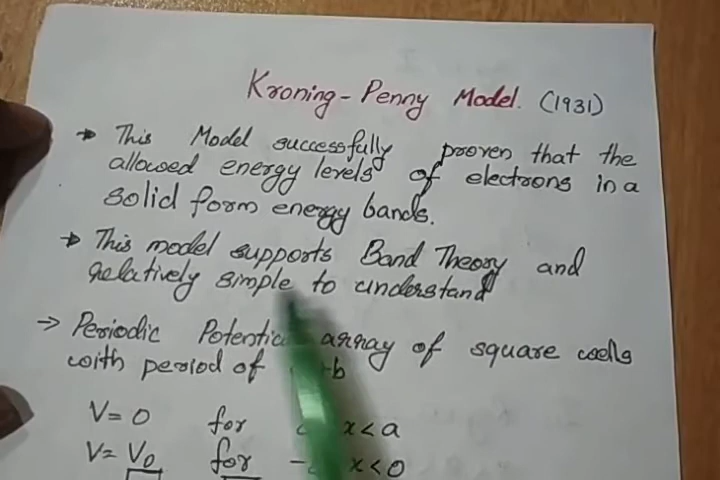 Kroning-Penny Model. (1931)
This Model successfully proven that the
allowed energy levels of electrons in a
solid form energy bands.
This model supports Band Theory and
relatively simple to understand
Periodic array of square wells
with period of
V= 0 for x<a
V= V0 for x<0